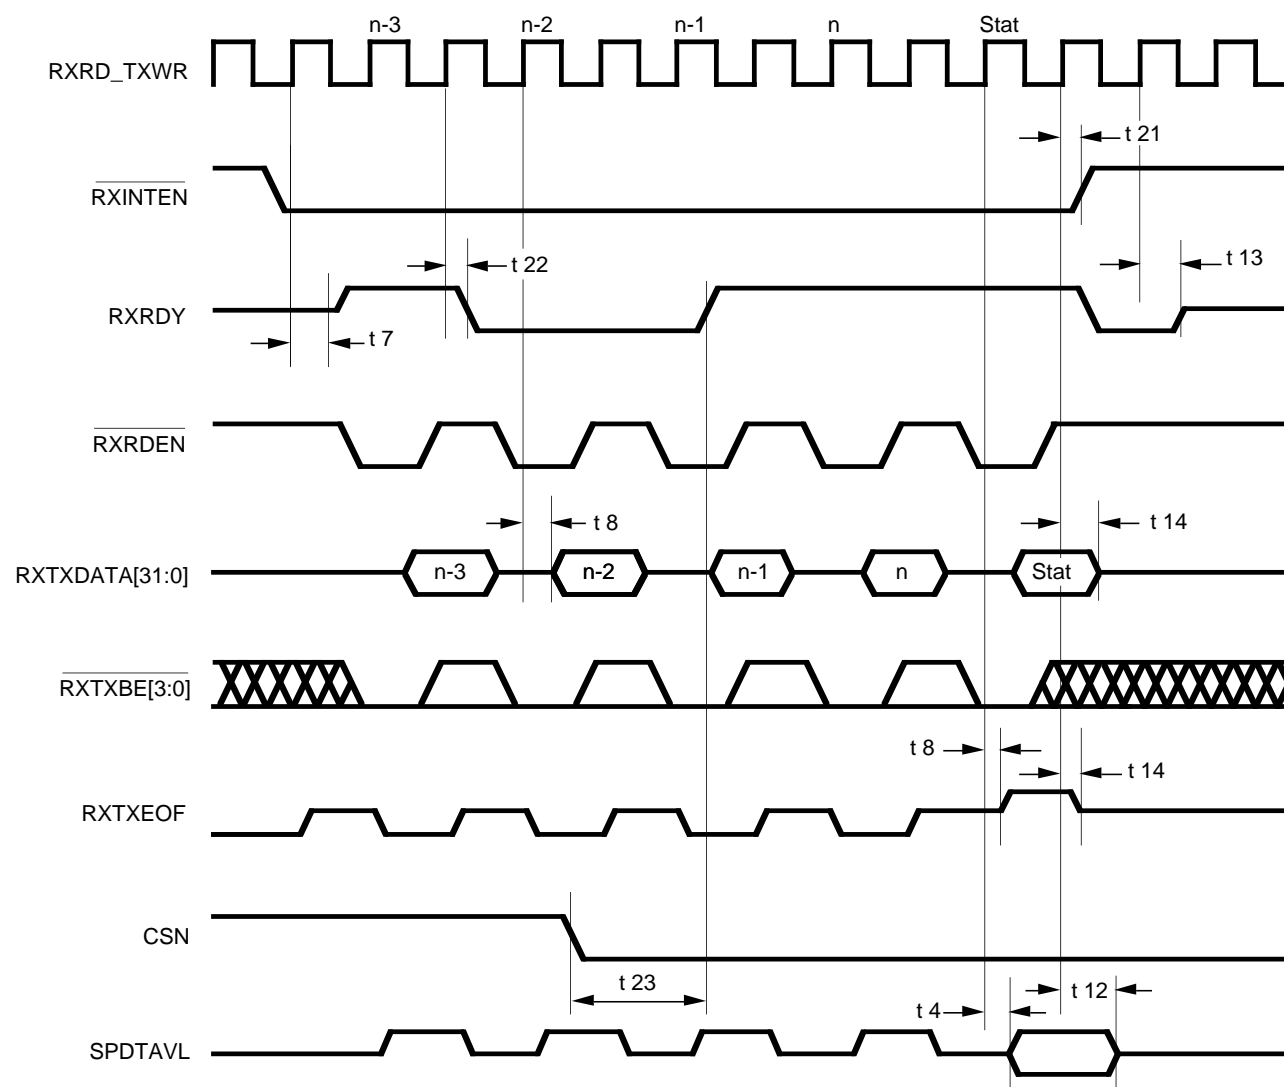 n-3 n-2 n-1 n Stat
RXRD_TXWR
t 21
RXINTEN
t 22
t 13
RXRDY
t 7
RXRDEN
t 8
t 14
RXTXDATA[31:0]
n-3 n-2 n-1 n Stat
RXTXBE[3:0]
t 8
t 14
RXTXEOF
CSN
t 23
t 12
t 4
SPDTAVL